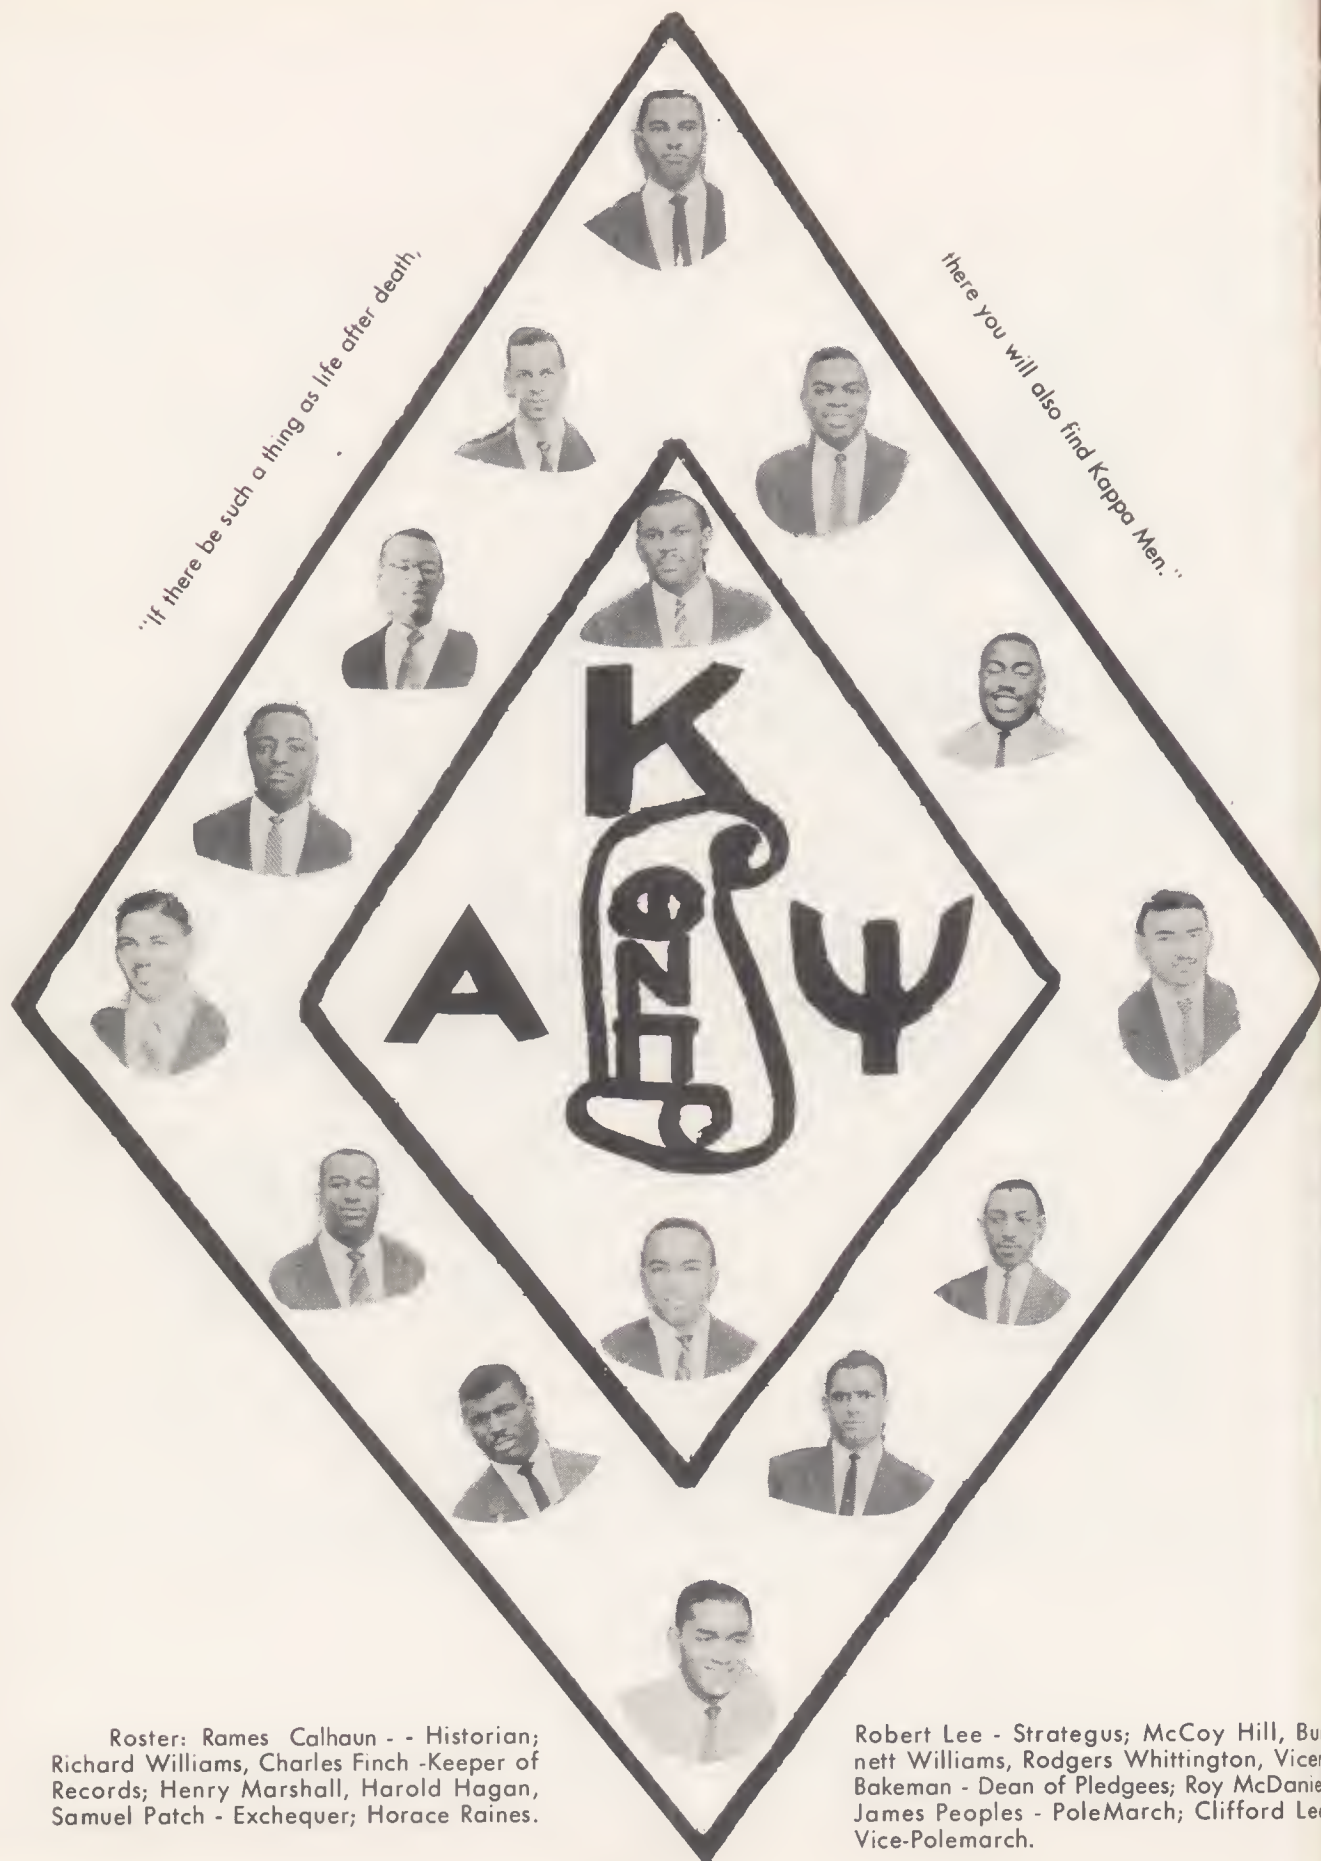 "If there be such a thing as life after death,
there you will also find Kappa Men."
K
Φ
A
Ν
Ψ
Π
Roster: Rames Calhaun - - Historian;
Richard Williams, Charles Finch -Keeper of
Records; Henry Marshall, Harold Hagan,
Samuel Patch - Exchequer; Horace Raines.
Robert Lee - Strategus; McCoy Hill, Bu
nett Williams, Rodgers Whittington, Vice
Bakeman - Dean of Pledgees; Roy McDanie
James Peoples - PoleMarch; Clifford Lee
Vice-Polemarch.